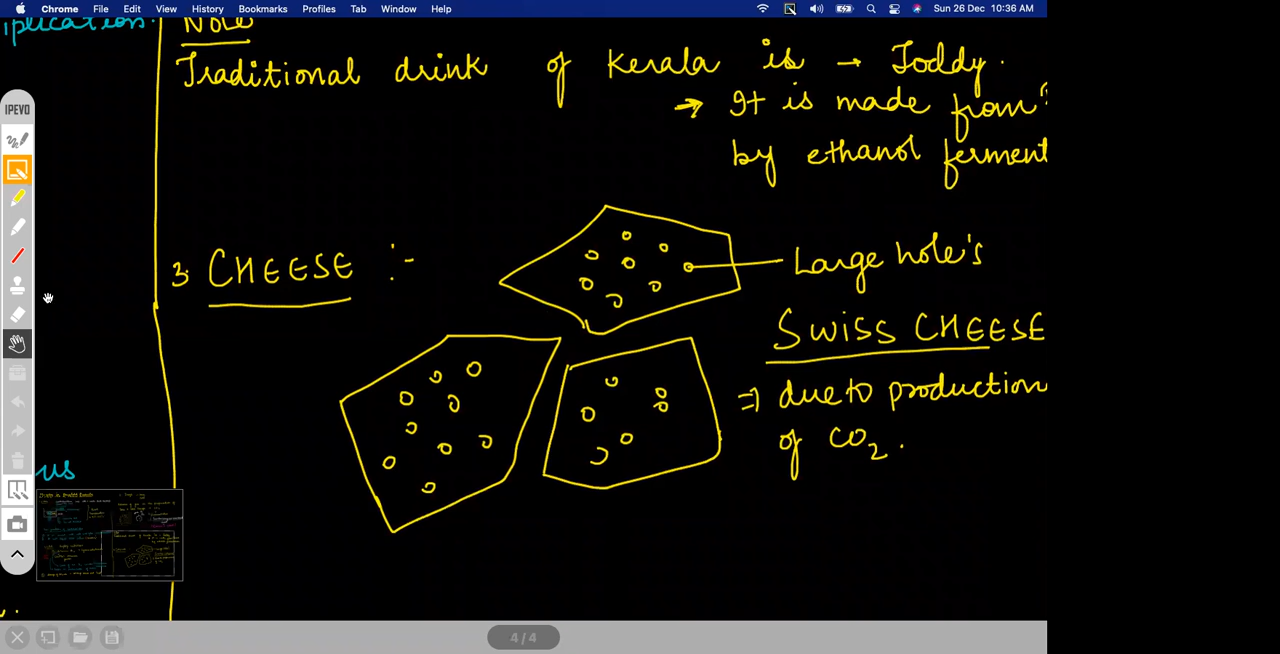 Chrome File Edit View History Bookmarks Profiles Tab Window Help Sun 26 Dec 10:36 AM
plication.
Note
Traditional drink of Kerala is → Toddy.
→ It is made from
by ethanol ferment
IPEVO
3. CHEESE :-
Large hole's
SWISS CHEESE
⇒ due to production
of CO2.
us
4 / 4